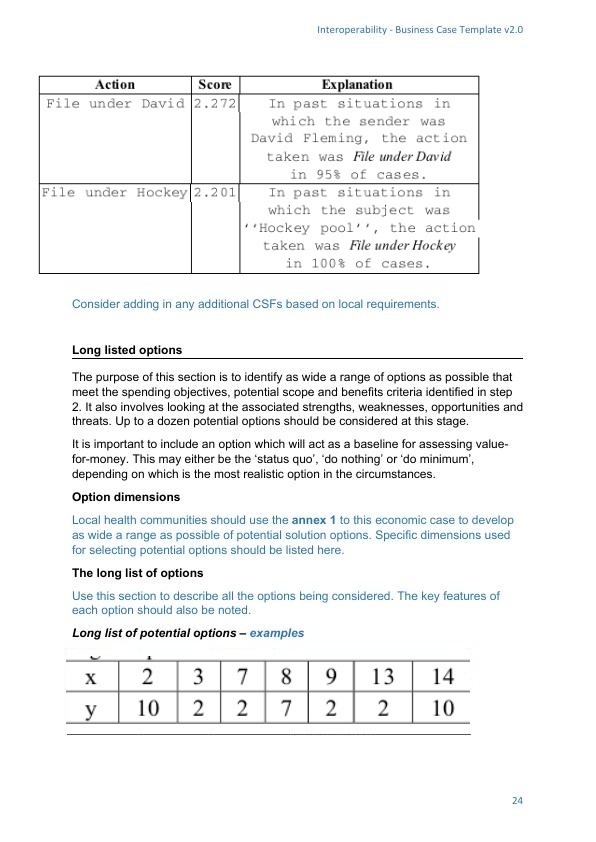 Interoperability - Business Case Template v2.0
Action Score Explanation
File under David 2.272 In past situations in
which the sender was
David Fleming, the action
taken was File under David
in 95% of cases.
File under Hockey 2.201 In past situations in
which the subject was
‘‘Hockey pool’’, the action
taken was File under Hockey
in 100% of cases.
Consider adding in any additional CSFs based on local requirements.
Long listed options
The purpose of this section is to identify as wide a range of options as possible that
meet the spending objectives, potential scope and benefits criteria identified in step
2. It also involves looking at the associated strengths, weaknesses, opportunities and
threats. Up to a dozen potential options should be considered at this stage.
It is important to include an option which will act as a baseline for assessing value-
for-money. This may either be the ‘status quo’, ‘do nothing’ or ‘do minimum’,
depending on which is the most realistic option in the circumstances.
Option dimensions
Local health communities should use the annex 1 to this economic case to develop
as wide a range as possible of potential solution options. Specific dimensions used
for selecting potential options should be listed here.
The long list of options
Use this section to describe all the options being considered. The key features of
each option should also be noted.
Long list of potential options – examples
x 2 3 7 8 9 13 14
y 10 2 2 7 2 2 10
24